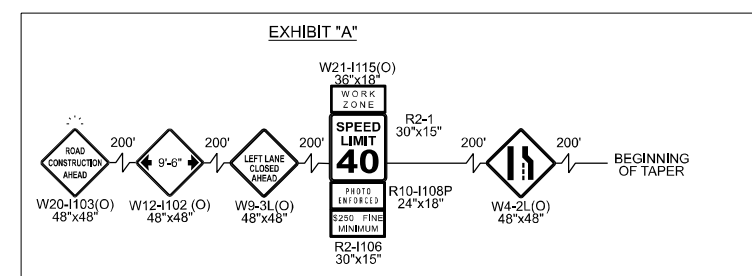 EXHIBIT "A"
W21-I115(O)
36"x18"
WORK
ZONE
SPEED
LIMIT
40
R2-1
30"x15"
PHOTO
ENFORCED
R10-I108P
24"x18"
$250 FINE
MINIMUM
R2-I106
30"x15"
200'
200'
200'
200'
200'
ROAD
CONSTRUCTION
AHEAD
W20-I103(O)
48"x48"
9'-6"
W12-I102 (O)
48"x48"
LEFT LANE
CLOSED
AHEAD
W9-3L(O)
48"x48"
W4-2L(O)
48"x48"
BEGINNING
OF TAPER